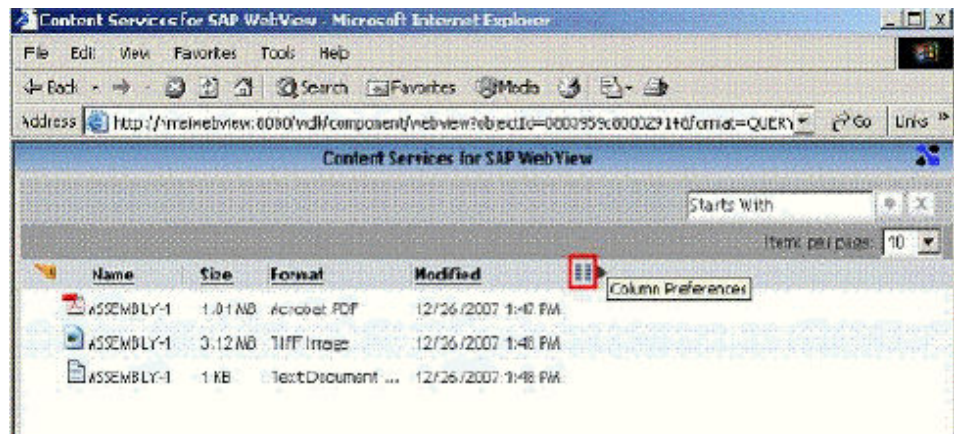 Content Services for SAP WebView - Microsoft Internet Explorer
File Edit View Favorites Tools Help
Back Search Favorites Media
Address Go Links »
Content Services for SAP WebView
Starts With
Items per page: 10
Name Size Format Modified
Column Preferences
ASSEMBLY-1 1.01 MB Acrobat PDF 12/26/2007 1:47 PM
ASSEMBLY-1 3.12 MB TIFF Image 12/26/2007 1:48 PM
ASSEMBLY-1 1 KB Text Document ... 12/26/2007 1:48 PM